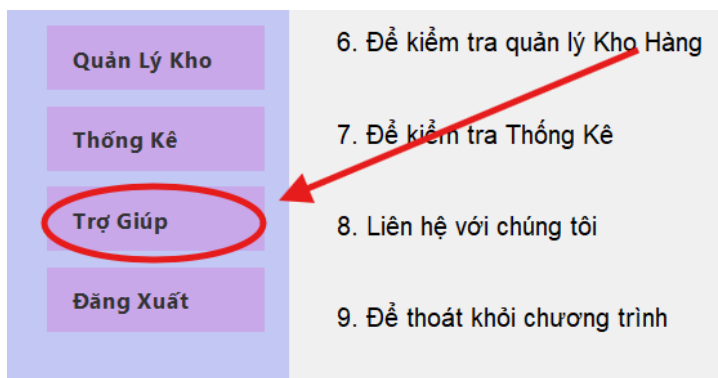 Quản Lý Kho
6. Để kiểm tra quản lý Kho Hàng
Thống Kê
7. Để kiểm tra Thống Kê
Trợ Giúp
8. Liên hệ với chúng tôi
Đăng Xuất
9. Để thoát khỏi chương trình